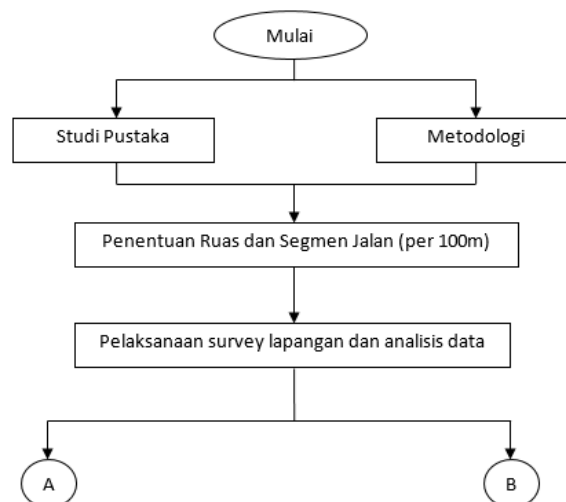 Mulai
Studi Pustaka
Metodologi
Penentuan Ruas dan Segmen Jalan (per 100m)
Pelaksanaan survey lapangan dan analisis data
A
B